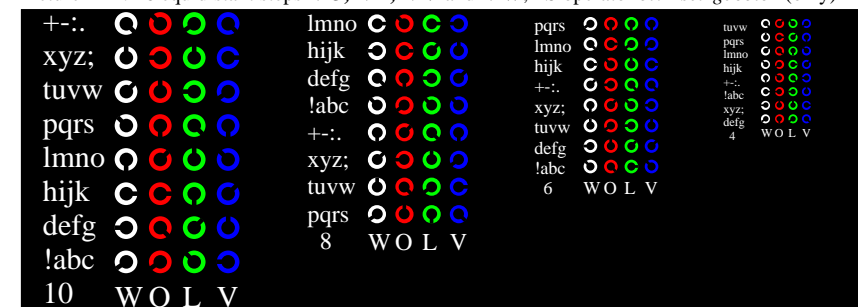 +-:.
xyz;
tuvw
pqrs
lmno
hijk
defg
!abc
10 W O L V
lmno
hijk
defg
!abc
+-:.
xyz;
tuvw
pqrs
8 W O L V
pqrs
lmno
hijk
+-:.
xyz;
tuvw
defg
!abc
6 W O L V
tuvw
pqrs
lmno
hijk
+-:.
!abc
xyz;
defg
4 W O L V